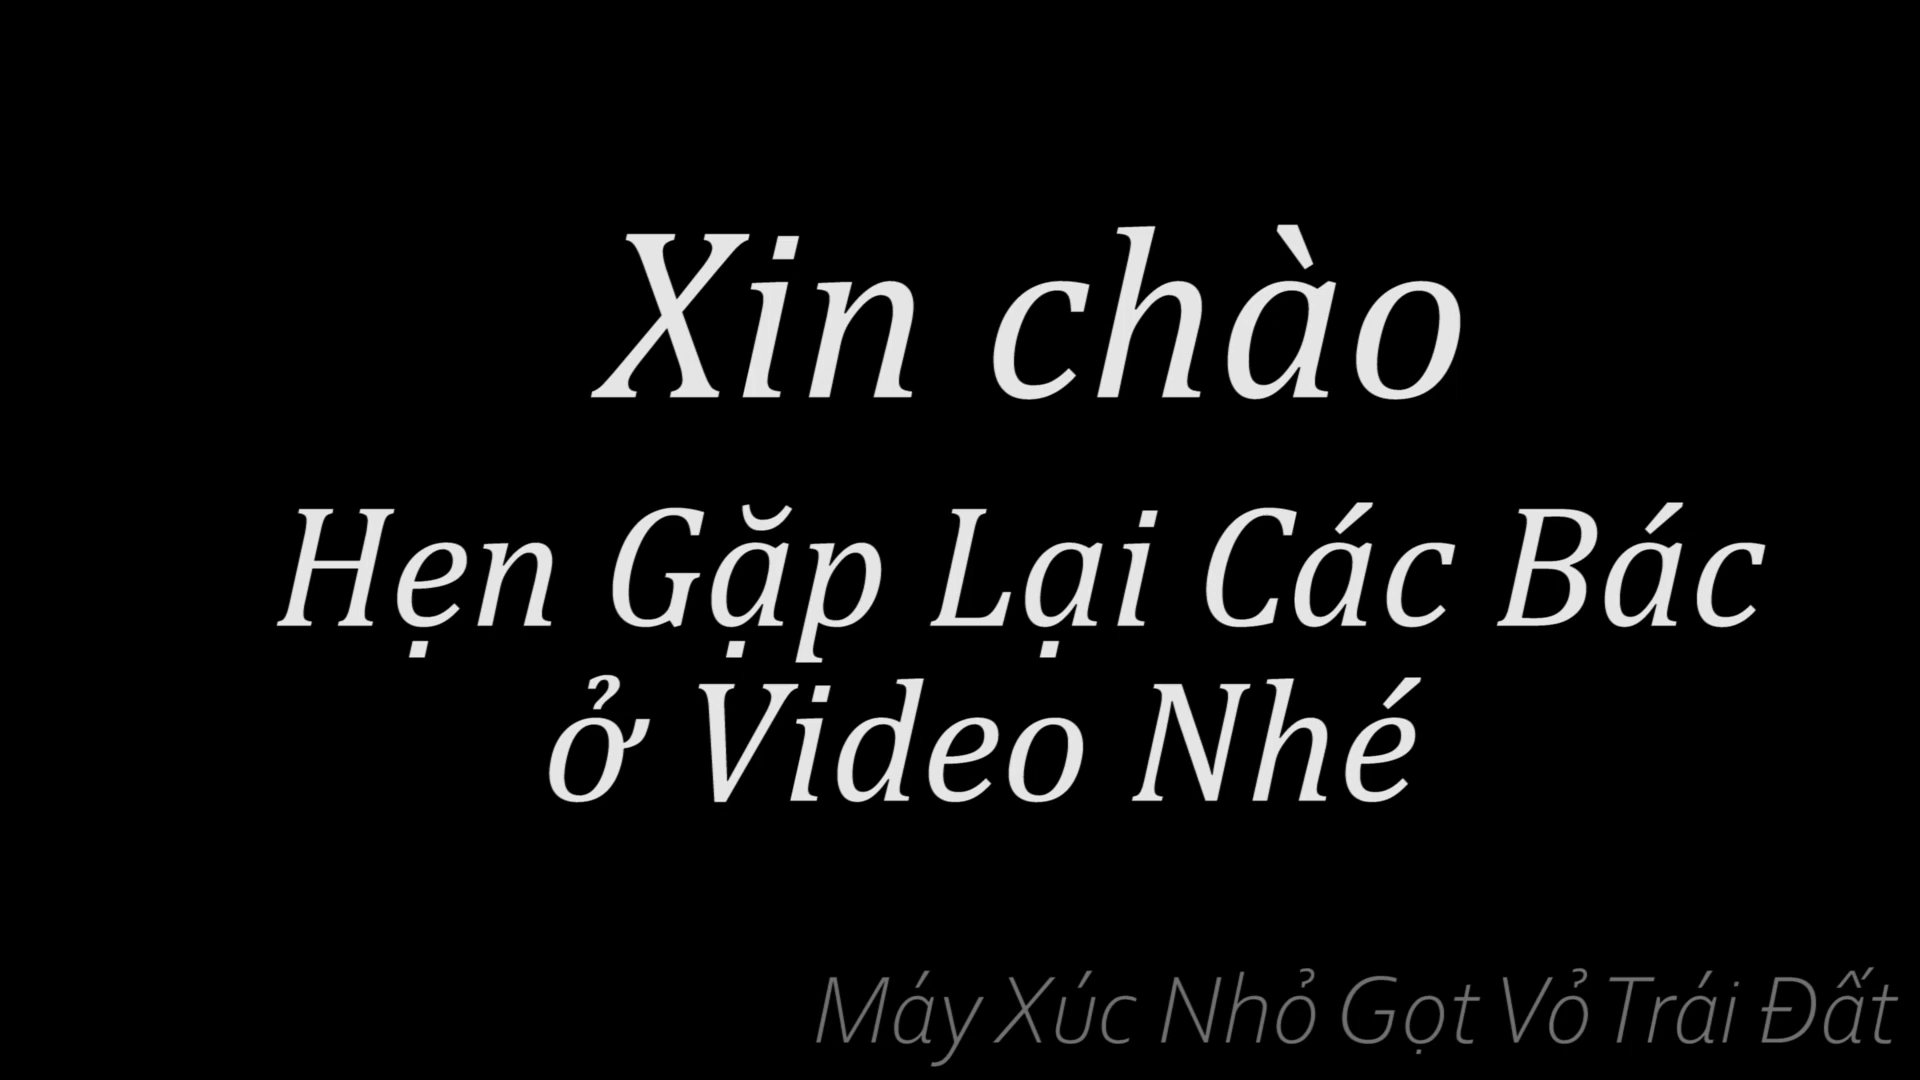 Xin chào
Hẹn Gặp Lại Các Bác
ở Video Nhé
Máy Xúc Nhỏ Gọt Vỏ Trái Đất